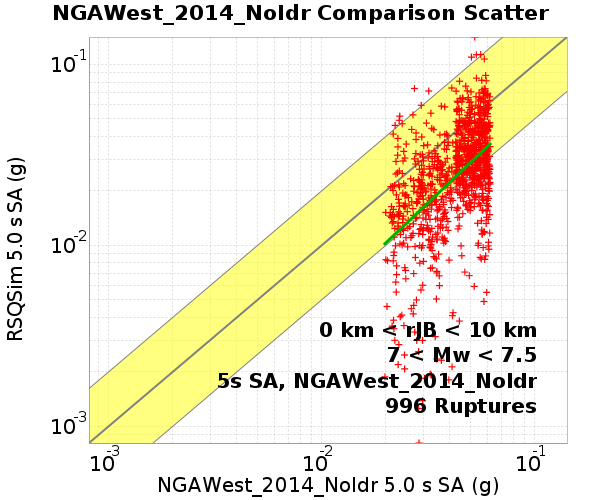 NGAWest_2014_NoIdr Comparison Scatter
10-1
10-2
10-3
RSQSim 5.0 s SA (g)
0 km < rJB < 10 km
7 < Mw < 7.5
5s SA, NGAWest_2014_NoIdr
996 Ruptures
10-3 10-2 10-1
NGAWest_2014_NoIdr 5.0 s SA (g)